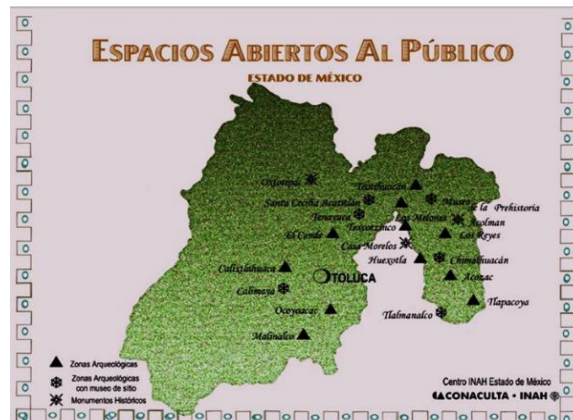 ESPACIOS ABIERTOS AL PÚBLICO
ESTADO DE MÉXICO
Teotihuacán
Museo
de la Prehistoria
Santa Cecilia Acatitlán
Los Melones
Tenayuca
Acolman
Texcotzinco
El Conde
Los Reyes
Casa Morelos
Huexotla
Chimalhuacán
Calixtlahuaca
TOLUCA
Acozac
Calimaya
Tlapacoya
Ocoyoacac
Tlalmanalco
Malinalco
Zonas Arqueológicas
Zonas Arqueológicas
con museo de sitio
Monumentos Históricos
Centro INAH Estado de México
CONACULTA • INAH